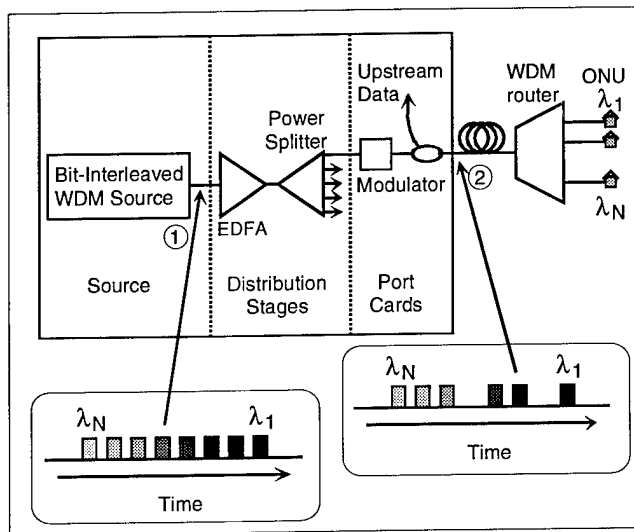 Upstream
Data
WDM
router
ONU
λ1
Power
Splitter
Bit-Interleaved
WDM Source
Modulator
②
①
EDFA
λN
Source
Distribution
Stages
Port
Cards
λN
λ1
Time
λN
λ1
Time